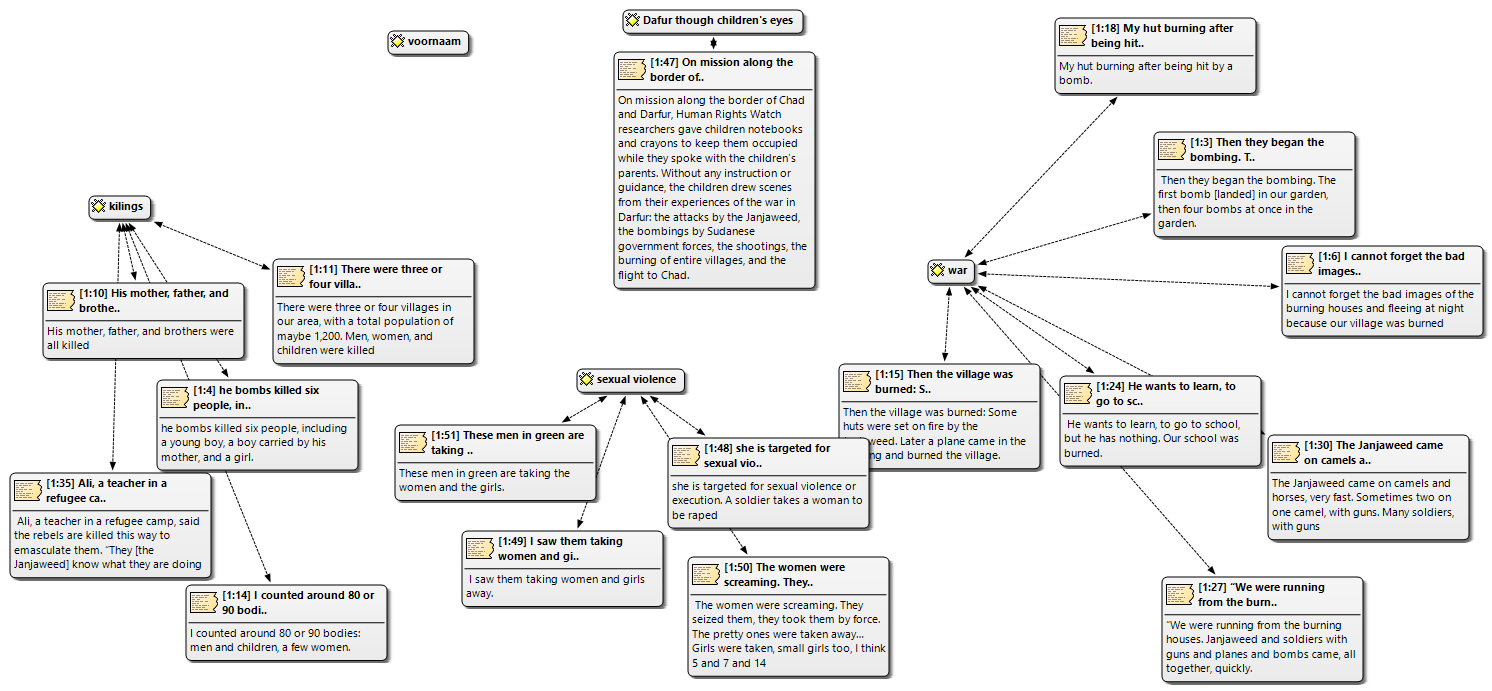 voornaam
Dafur though children's eyes
[1:47] On mission along the
border of..
On mission along the border of Chad
and Darfur, Human Rights Watch
researchers gave children notebooks
and crayons to keep them occupied
while they spoke with the children's
parents. Without any instruction or
guidance, the children drew scenes
from their experiences of the war in
Darfur: the attacks by the Janjaweed,
the bombings by Sudanese
government forces, the shootings, the
burning of entire villages, and the
flight to Chad.
kilings
[1:11] There were three or
four villa..
There were three or four villages in
our area, with a total population of
maybe 1,200. Men, women, and
children were killed
[1:10] His mother, father, and
brothe..
His mother, father, and brothers were
all killed
[1:4] he bombs killed six
people, in..
he bombs killed six people, including
a young boy, a boy carried by his
mother, and a girl.
[1:35] Ali, a teacher in a
refugee ca..
Ali, a teacher in a refugee camp, said
the rebels are killed this way to
emasculate them. “They [the
Janjaweed] know what they are doing
[1:14] I counted around 80 or
90 bodi..
I counted around 80 or 90 bodies:
men and children, a few women.
sexual violence
[1:51] These men in green are
taking ..
These men in green are taking the
women and the girls.
[1:48] she is targeted for
sexual vio..
she is targeted for sexual violence or
execution. A soldier takes a woman to
be raped
[1:49] I saw them taking
women and gi..
I saw them taking women and girls
away.
[1:50] The women were
screaming. They..
The women were screaming. They
seized them, they took them by force.
The pretty ones were taken away...
Girls were taken, small girls too, I think
5 and 7 and 14
war
[1:18] My hut burning after
being hit..
My hut burning after being hit by a
bomb.
[1:3] Then they began the
bombing. T..
Then they began the bombing. The
first bomb [landed] in our garden,
then four bombs at once in the
garden.
[1:6] I cannot forget the bad
images..
I cannot forget the bad images of the
burning houses and fleeing at night
because our village was burned
[1:15] Then the village was
burned: S..
Then the village was burned: Some
huts were set on fire by the
weed. Later a plane came in the
ng and burned the village.
[1:24] He wants to learn, to
go to sc..
He wants to learn, to go to school,
but he has nothing. Our school was
burned.
[1:30] The Janjaweed came
on camels a..
The Janjaweed came on camels and
horses, very fast. Sometimes two on
one camel, with guns. Many soldiers,
with guns
[1:27] “We were running
from the burn..
“We were running from the burning
houses. Janjaweed and soldiers with
guns and planes and bombs came, all
together, quickly.